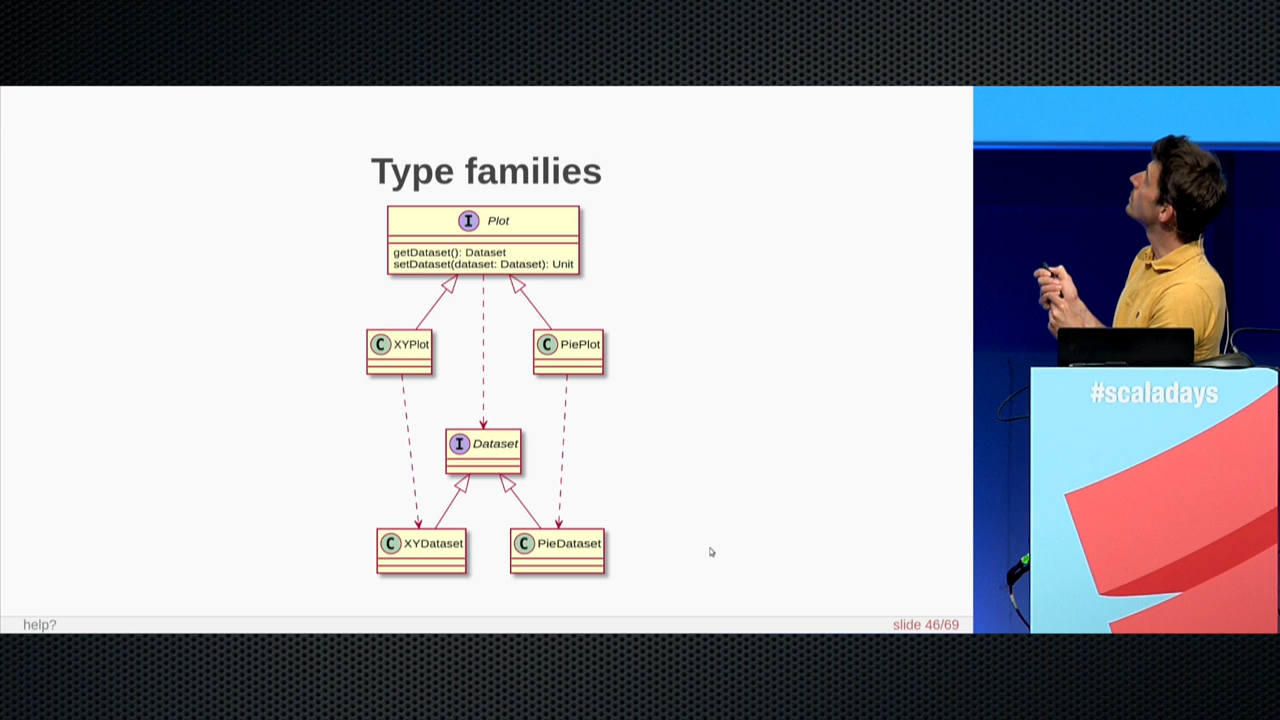 Type families
I Plot
getDataset(): Dataset
setDataset(dataset: Dataset): Unit
C XYPlot
C PiePlot
I Dataset
C XYDataset
C PieDataset
help?
slide 46/69
#scaladays